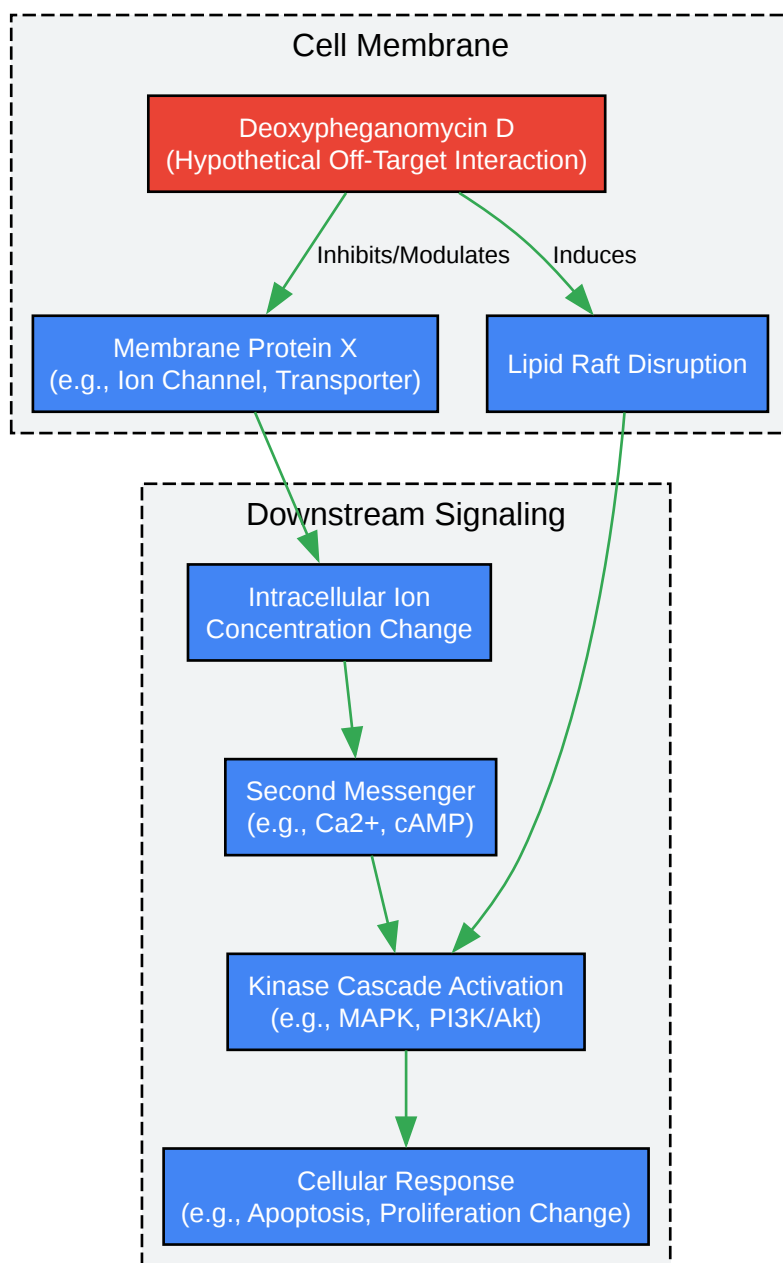 Cell Membrane
Deoxypheganomycin D
(Hypothetical Off-Target Interaction)
Inhibits/Modulates
Induces
Membrane Protein X
(e.g., Ion Channel, Transporter)
Lipid Raft Disruption
Downstream Signaling
Intracellular Ion
Concentration Change
Second Messenger
(e.g., Ca2+, cAMP)
Kinase Cascade Activation
(e.g., MAPK, PI3K/Akt)
Cellular Response
(e.g., Apoptosis, Proliferation Change)